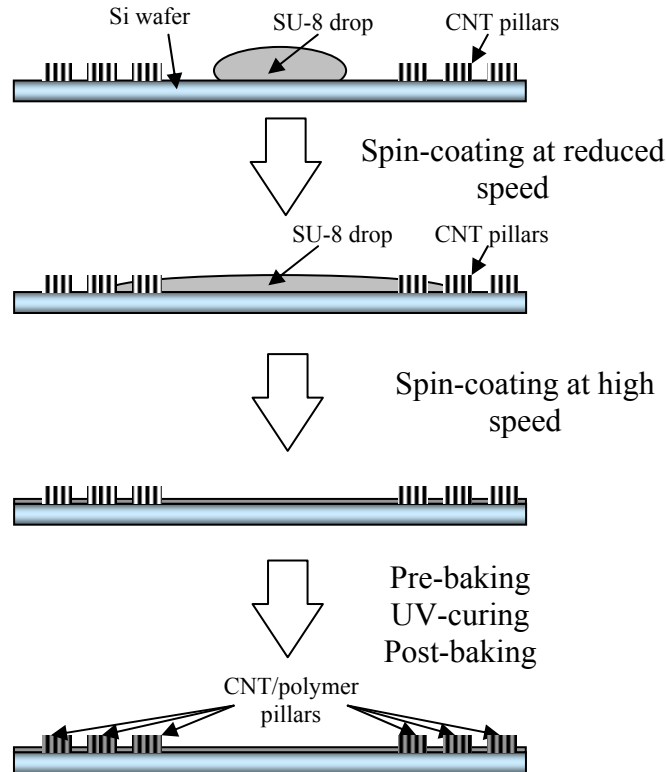 Si wafer
SU-8 drop
CNT pillars
Spin-coating at reduced
speed
SU-8 drop
CNT pillars
Spin-coating at high
speed
Pre-baking
UV-curing
Post-baking
CNT/polymer
pillars